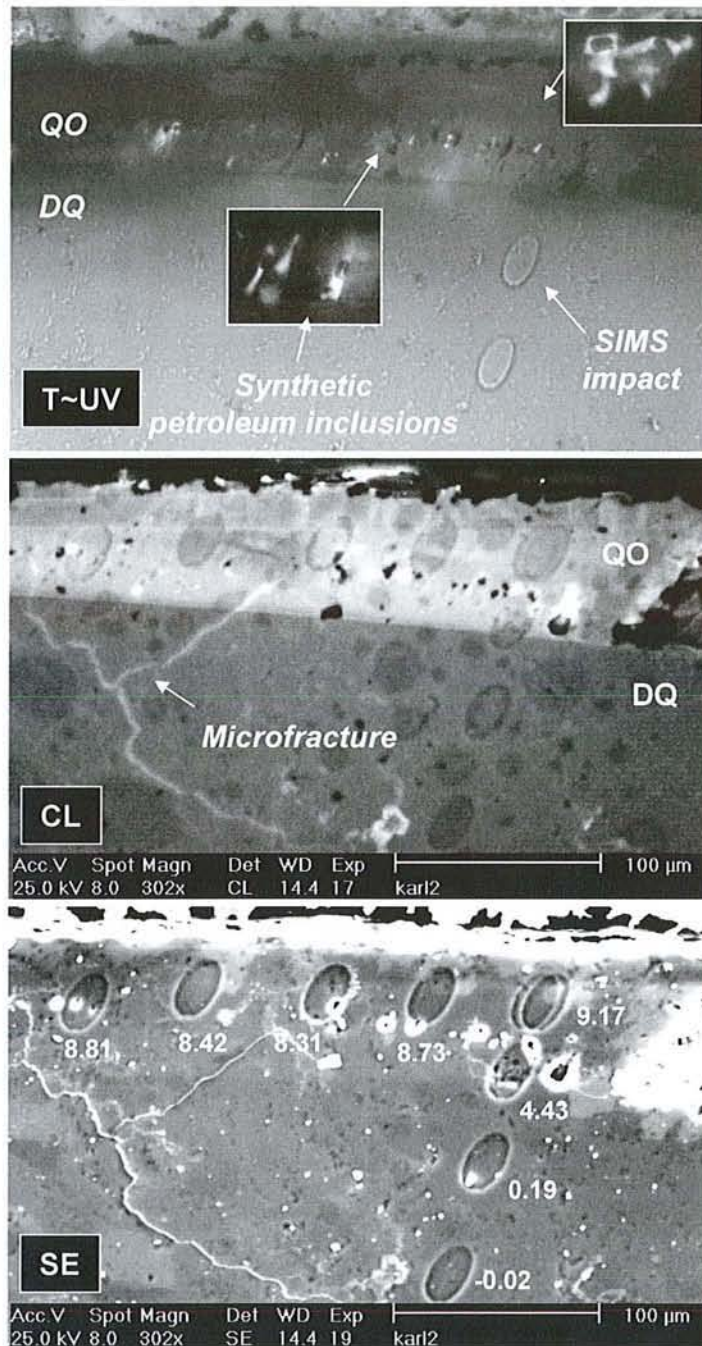 QO
DQ
SIMS
impact
Synthetic
petroleum inclusions
T~UV
QO
DQ
Microfracture
CL
Acc.V Spot Magn Det WD Exp 100 µm
25.0 kV 8.0 302x CL 14.4 17 karl2
9.17
8.81 8.42 8.31 8.73
4.43
0.19
-0.02
SE
Acc.V Spot Magn Det WD Exp 100 µm
25.0 kV 8.0 302x SE 14.4 19 karl2